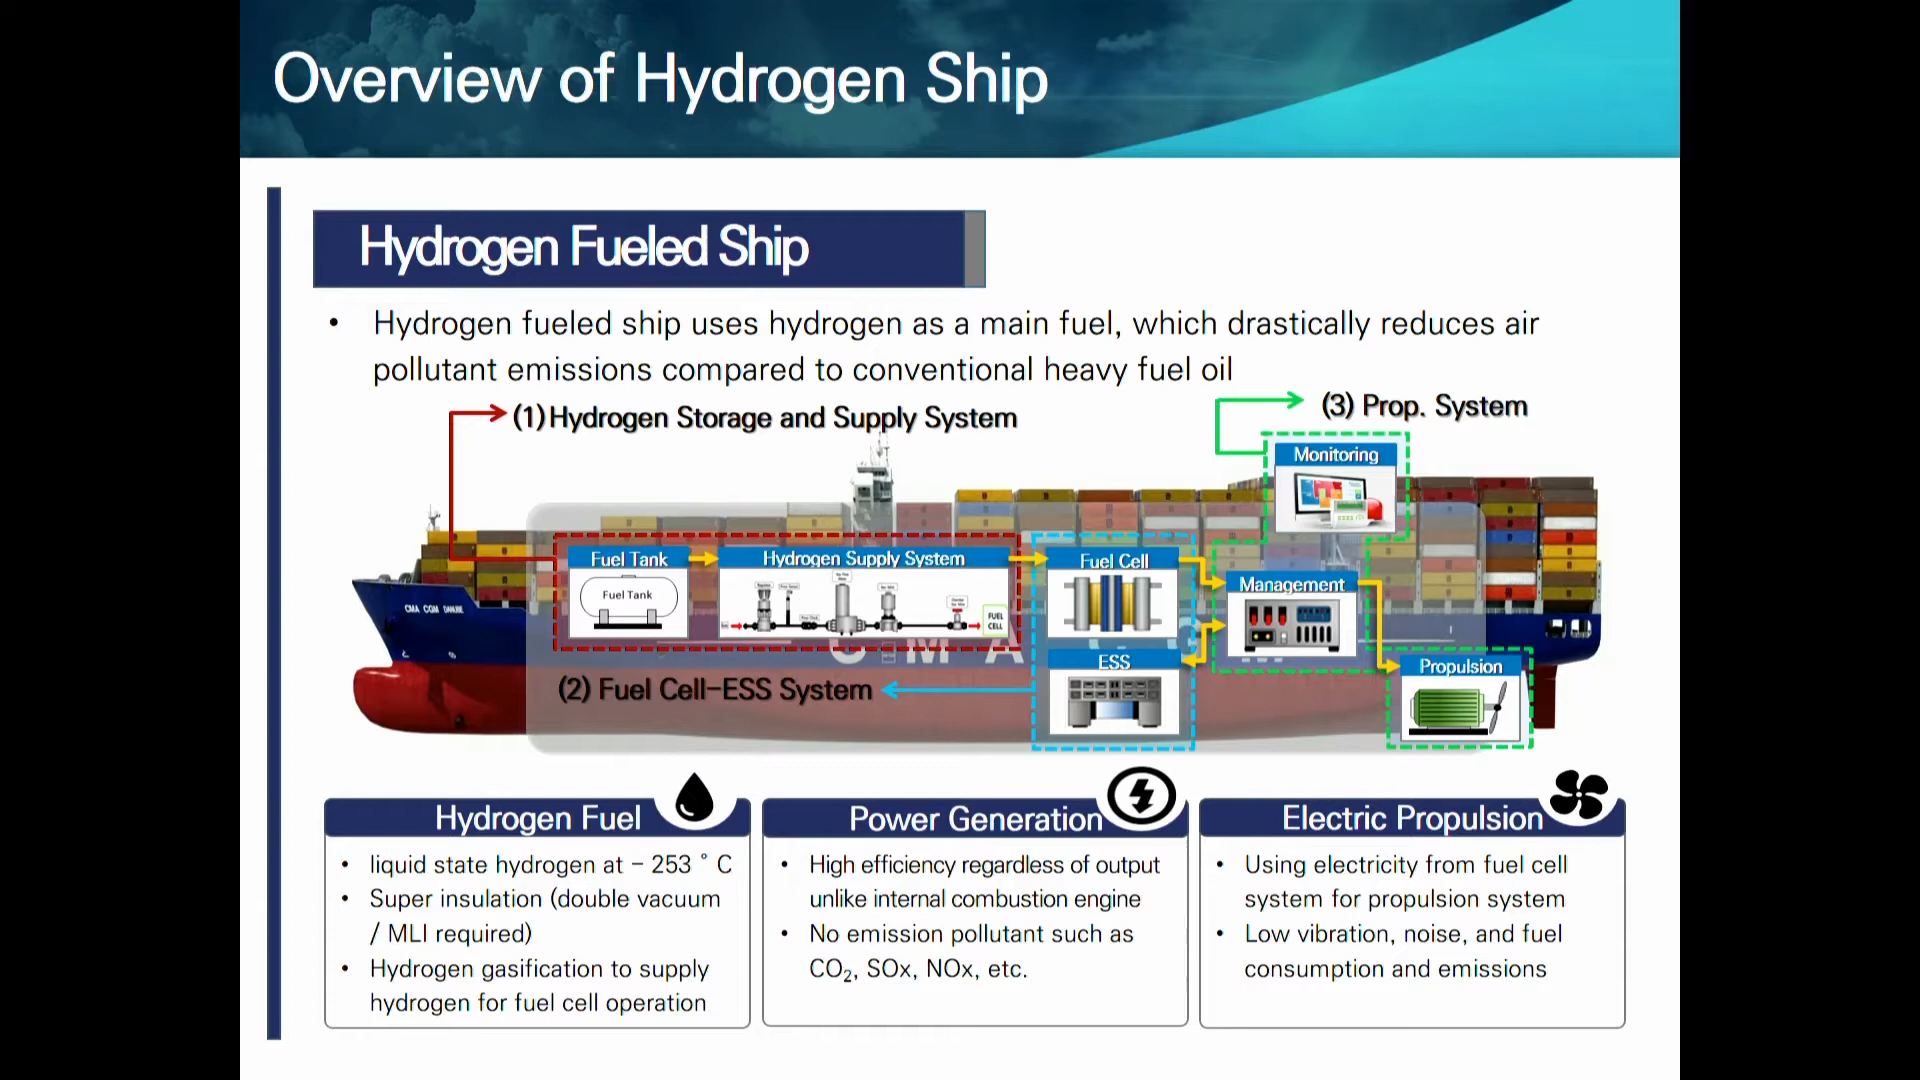 Overview of Hydrogen Ship
Hydrogen Fueled Ship
• Hydrogen fueled ship uses hydrogen as a main fuel, which drastically reduces air
pollutant emissions compared to conventional heavy fuel oil
(1) Hydrogen Storage and Supply System
(3) Prop. System
Monitoring
Fuel Tank
Hydrogen Supply System
Fuel Cell
Management
Fuel Tank
FUEL
CELL
CMA CGM DANUBE
C M A C
ESS
Propulsion
(2) Fuel Cell-ESS System
Hydrogen Fuel
• liquid state hydrogen at - 253 ° C
• Super insulation (double vacuum
/ MLI required)
• Hydrogen gasification to supply
hydrogen for fuel cell operation
Power Generation
• High efficiency regardless of output
unlike internal combustion engine
• No emission pollutant such as
CO₂, SOx, NOx, etc.
Electric Propulsion
• Using electricity from fuel cell
system for propulsion system
• Low vibration, noise, and fuel
consumption and emissions